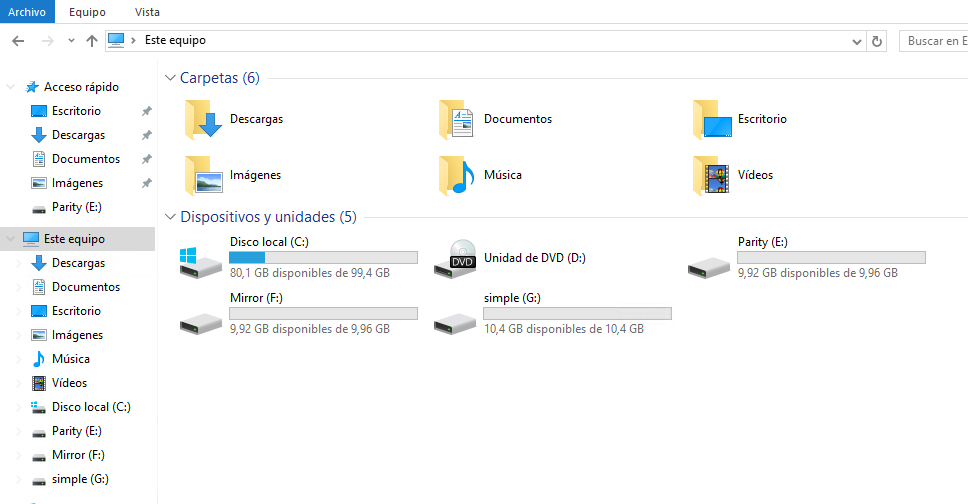 Archivo Equipo Vista
Este equipo
Buscar en E
Acceso rápido
Escritorio
Descargas
Documentos
Imágenes
Parity (E:)
Este equipo
Descargas
Documentos
Escritorio
Imágenes
Música
Vídeos
Disco local (C:)
Parity (E:)
Mirror (F:)
simple (G:)
Carpetas (6)
Descargas
Documentos
Escritorio
Imágenes
Música
Vídeos
Dispositivos y unidades (5)
Disco local (C:)
80,1 GB disponibles de 99,4 GB
DVD
Unidad de DVD (D:)
Parity (E:)
9,92 GB disponibles de 9,96 GB
Mirror (F:)
9,92 GB disponibles de 9,96 GB
simple (G:)
10,4 GB disponibles de 10,4 GB